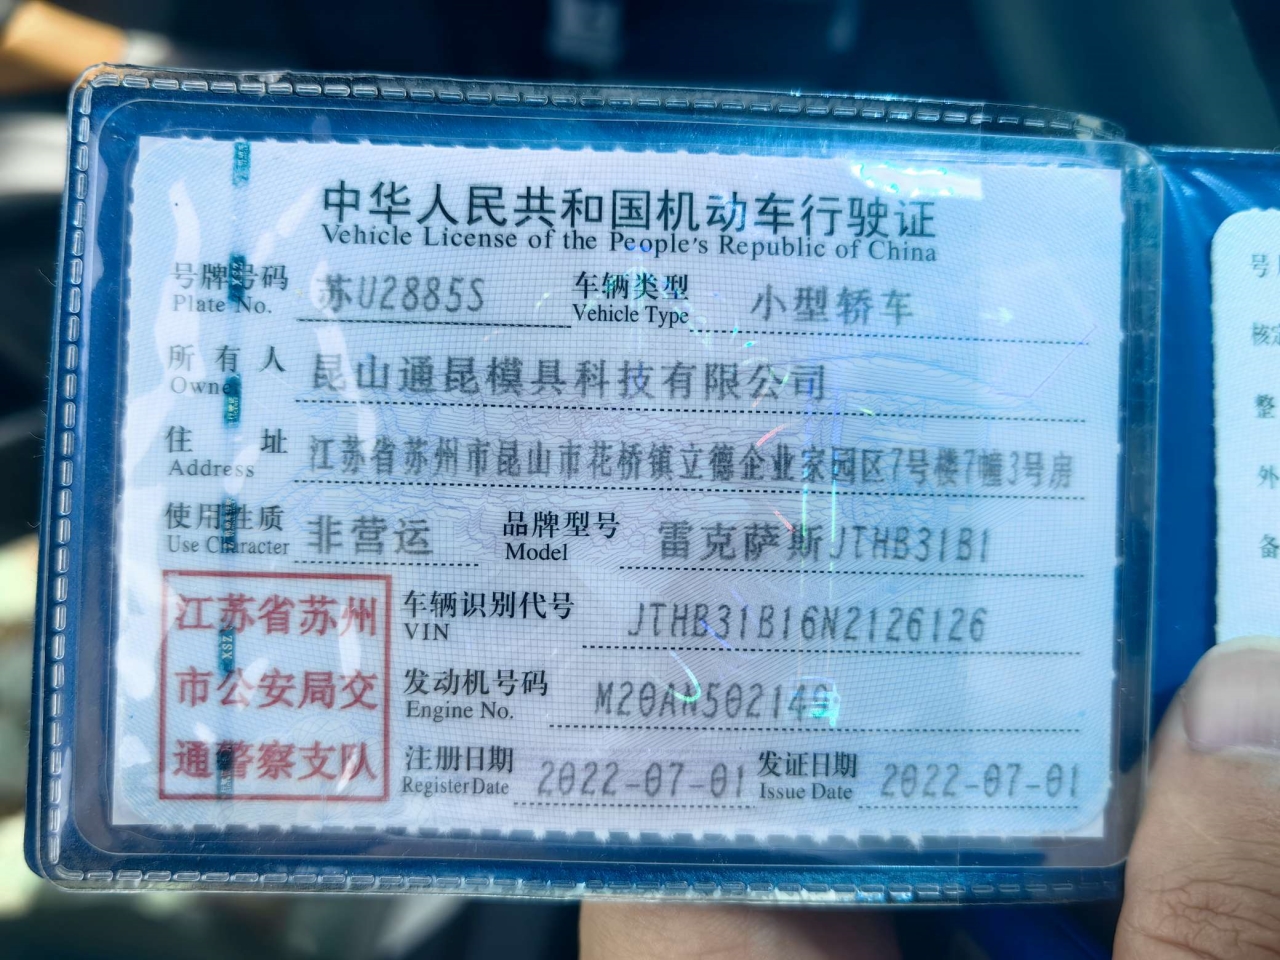 中华人民共和国机动车行驶证
Vehicle License of the People's Republic of China
号牌号码 苏U2885S 车辆类型 小型轿车
Plate No. Vehicle Type
所有人 昆山通昆模具科技有限公司
Owner
住址 江苏省苏州市昆山市花桥镇立德企业家园区7号楼7幢3号房
Address
使用性质 非营运 品牌型号 雷克萨斯JTHB31B1
Use Character Model
江苏省苏州
市公安局交
通警察支队
车辆识别代号 JTHB31B16N2126126
VIN
发动机号码
Engine No.
注册日期 2022-07-01 发证日期 2022-07-01
Register Date Issue Date
号
核定
整
外
备